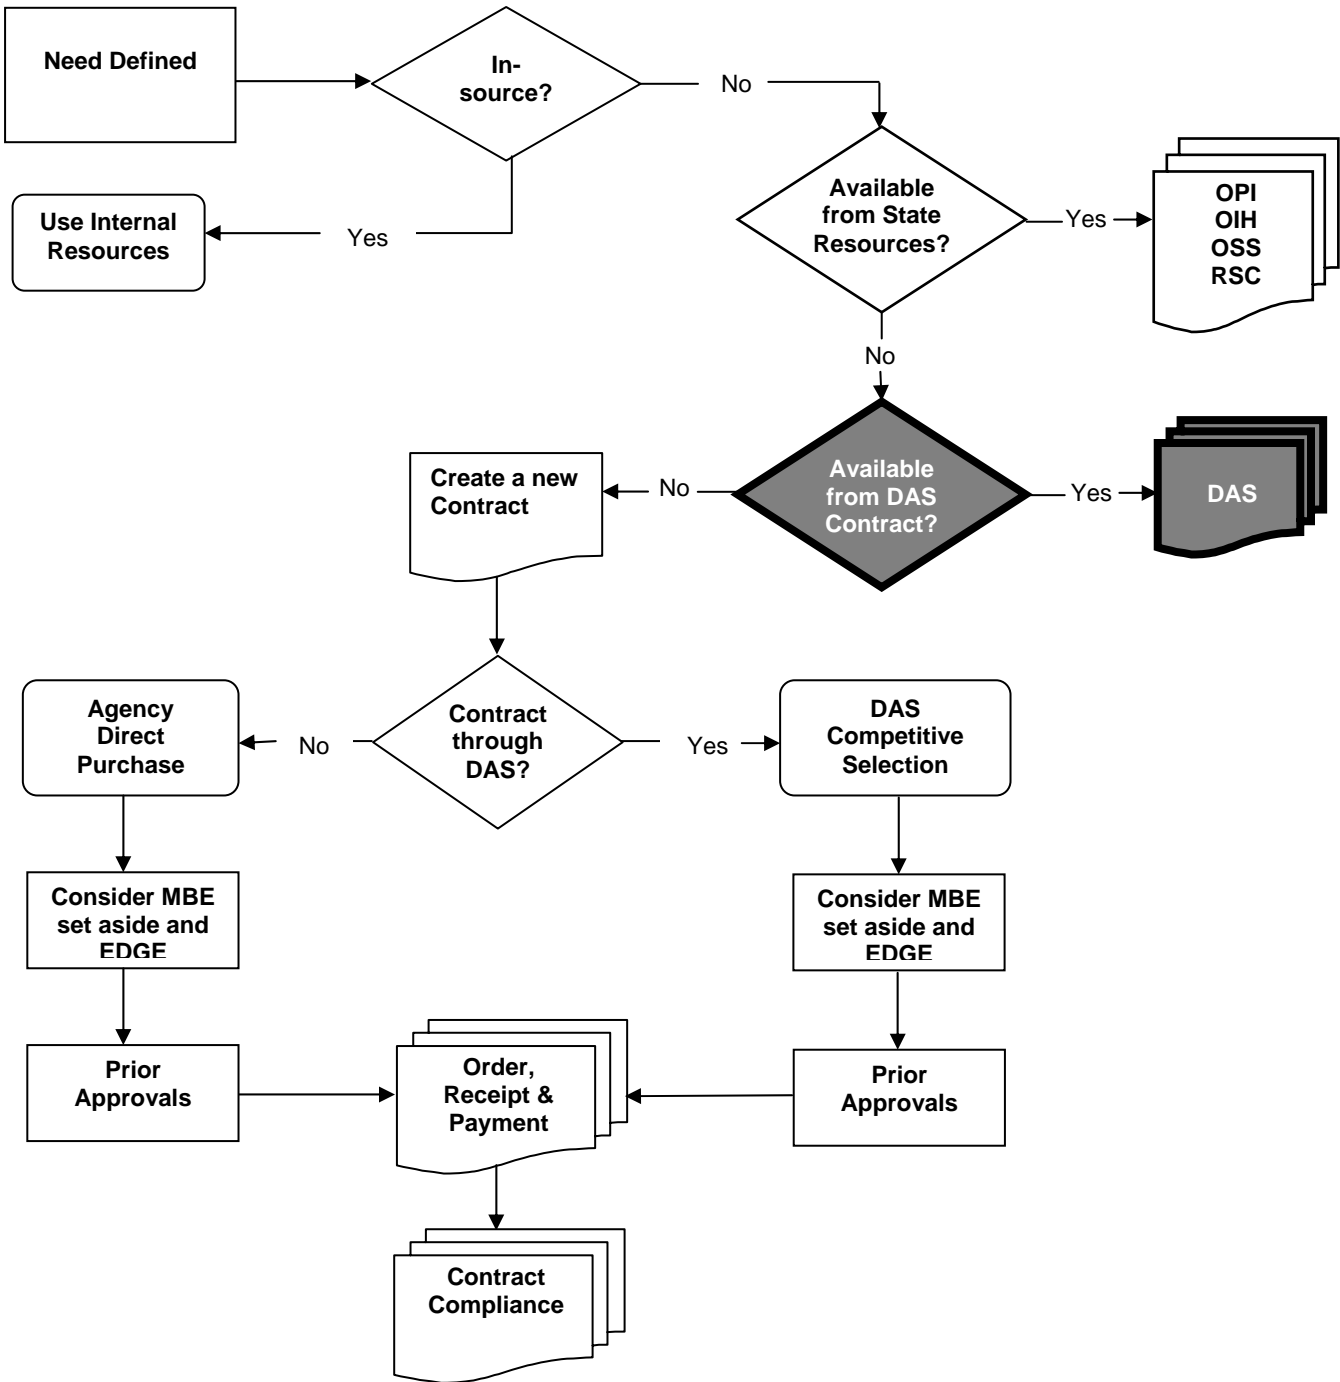 Need Defined
In-
source?
No
Use Internal
Resources
Yes
Available
from State
Resources?
Yes
OPI
OIH
OSS
RSC
No
Create a new
Contract
No
Available
from DAS
Contract?
Yes
DAS
Agency
Direct
Purchase
No
Contract
through
DAS?
Yes
DAS
Competitive
Selection
Consider MBE
set aside and
EDGE
Consider MBE
set aside and
EDGE
Prior
Approvals
Order,
Receipt &
Payment
Prior
Approvals
Contract
Compliance